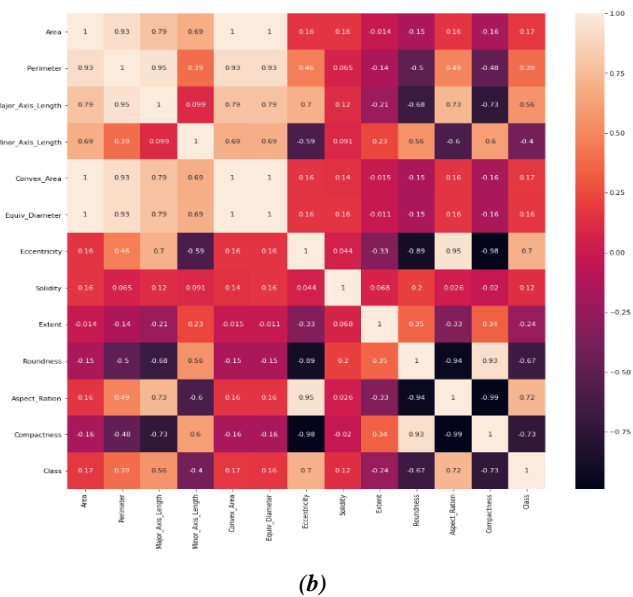 Area 1 0.93 0.79 0.69 1 1 0.16 0.16 -0.014 -0.15 0.16 -0.16 0.17
Perimeter 0.93 1 0.95 0.39 0.93 0.93 0.46 0.065 -0.14 -0.5 0.49 -0.48 0.39
ajor_Axis_Length 0.79 0.95 1 0.099 0.79 0.79 0.7 0.12 -0.21 -0.68 0.73 -0.73 0.56
inor_Axis_Length 0.69 0.39 0.099 1 0.69 0.69 -0.59 0.091 0.23 0.56 -0.6 0.6 -0.4
Convex_Area 1 0.93 0.79 0.69 1 1 0.16 0.14 -0.015 -0.15 0.16 -0.16 0.17
Equiv_Diameter 1 0.93 0.79 0.69 1 1 0.16 0.16 -0.011 -0.15 0.16 -0.16 0.16
Eccentricity 0.16 0.46 0.7 -0.59 0.16 0.16 1 0.044 -0.33 -0.89 0.95 -0.98 0.7
Solidity 0.16 0.065 0.12 0.091 0.14 0.16 0.044 1 0.068 0.2 0.026 -0.02 0.12
Extent -0.014 -0.14 -0.21 0.23 -0.015 -0.011 -0.33 0.068 1 0.35 -0.33 0.34 -0.24
Roundness -0.15 -0.5 -0.68 0.56 -0.15 -0.15 -0.89 0.2 0.35 1 -0.94 0.93 -0.67
Aspect_Ration 0.16 0.49 0.73 -0.6 0.16 0.16 0.95 0.026 -0.33 -0.94 1 -0.99 0.72
Compactness -0.16 -0.48 -0.73 0.6 -0.16 -0.16 -0.98 -0.02 0.34 0.93 -0.99 1 -0.73
Class 0.17 0.39 0.56 -0.4 0.17 0.16 0.7 0.12 -0.24 -0.67 0.72 -0.73 1
Area
Perimeter
Major_Axis_Length
Minor_Axis_Length
Convex_Area
Equiv_Diameter
Eccentricity
Solidity
Extent
Roundness
Aspect_Ration
Compactness
Class
1.00
0.75
0.50
0.25
0.00
-0.25
-0.50
-0.75
(b)